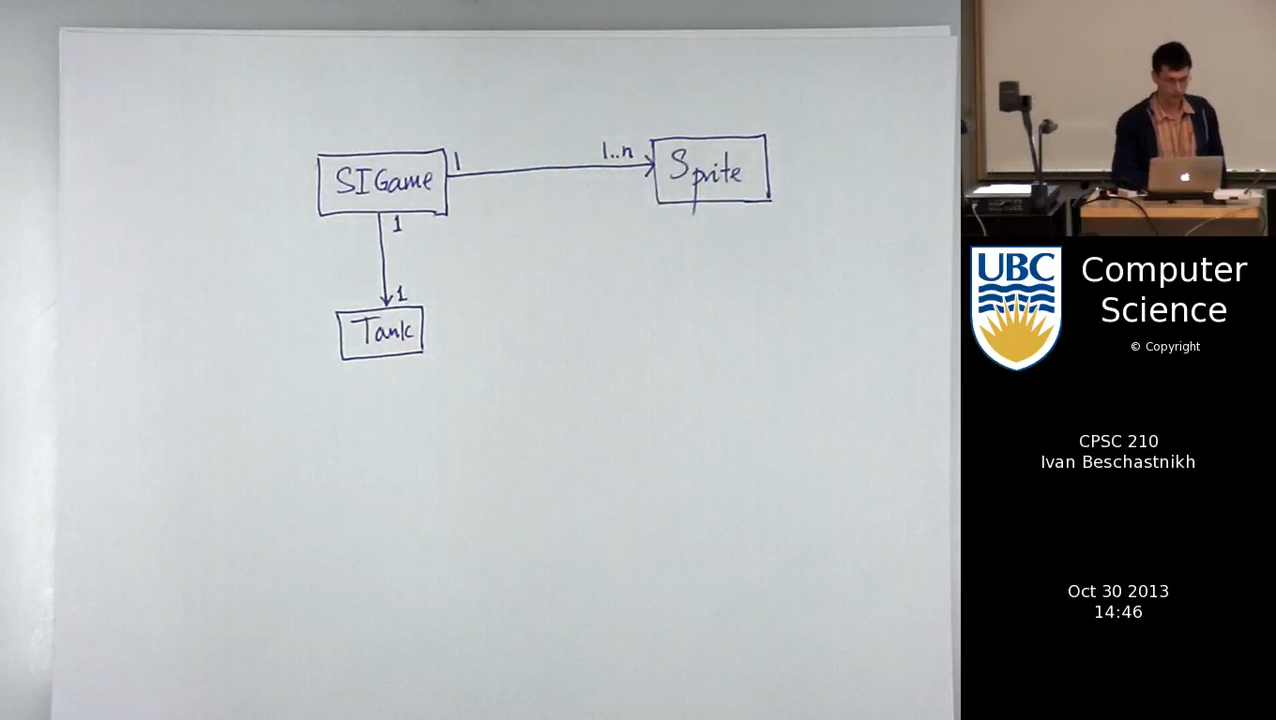 SIGame
1
1..n
Sprite
1
1
Tank
UBC
Computer
Science
© Copyright
CPSC 210
Ivan Beschastnikh
Oct 30 2013
14:46